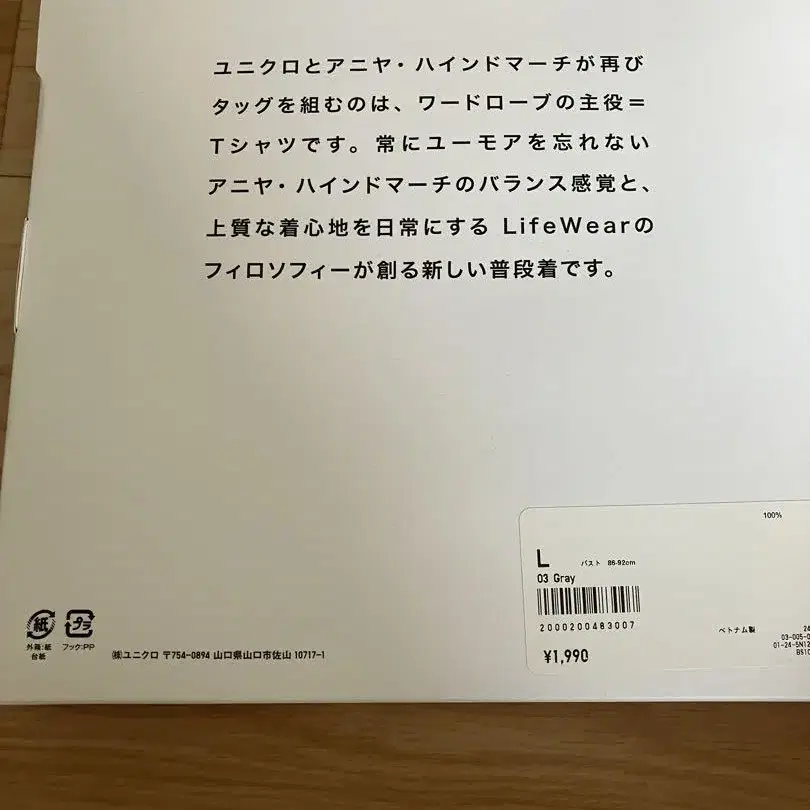 ユニクロとアニヤ・ハインドマーチが再び
タッグを組むのは、ワードローブの主役＝
Tシャツです。常にユーモアを忘れない
アニヤ・ハインドマーチのバランス感覚と、
上質な着心地を日常にする LifeWearの
フィロソフィーが創る新しい普段着です。
100%
L バスト 86-92cm
03 Gray
2000200483007
ベトナム製
¥1,990
24
03-005-0
01-24-5N12
紙 プラ
外箱:紙 フック:PP
台紙
㈱ユニクロ 〒754-0894 山口県山口市佐山 10717-1